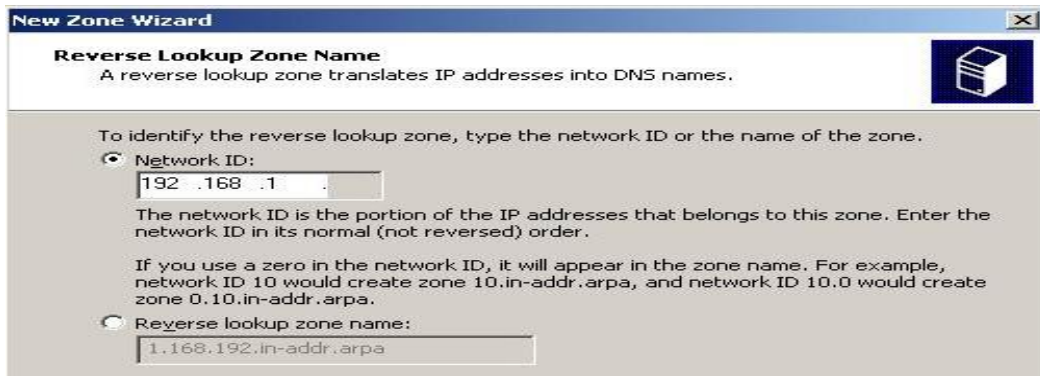 New Zone Wizard
Reverse Lookup Zone Name
A reverse lookup zone translates IP addresses into DNS names.
To identify the reverse lookup zone, type the network ID or the name of the zone.
Network ID:
192 .168 .1 .
The network ID is the portion of the IP addresses that belongs to this zone. Enter the
network ID in its normal (not reversed) order.
If you use a zero in the network ID, it will appear in the zone name. For example,
network ID 10 would create zone 10.in-addr.arpa, and network ID 10.0 would create
zone 0.10.in-addr.arpa.
Reverse lookup zone name:
1.168.192.in-addr.arpa